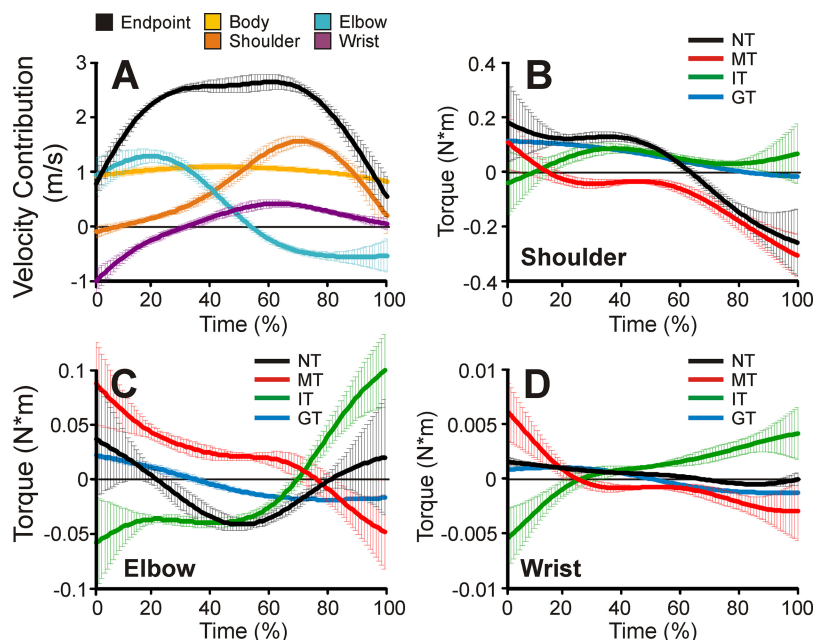 Endpoint Body Elbow
Shoulder Wrist
A
Velocity Contribution
(m/s)
3
2
1
0
-1
0 20 40 60 80 100
Time (%)
B
NT
MT
IT
GT
Torque (N*m)
0.4
0.2
0
-0.2
-0.4
Shoulder
0 20 40 60 80 100
Time (%)
C
NT
MT
IT
GT
Torque (N*m)
0.1
0.05
0
-0.05
-0.1
Elbow
0 20 40 60 80 100
Time (%)
D
NT
MT
IT
GT
Torque (N*m)
0.01
0.005
0
-0.005
-0.01
Wrist
0 20 40 60 80 100
Time (%)